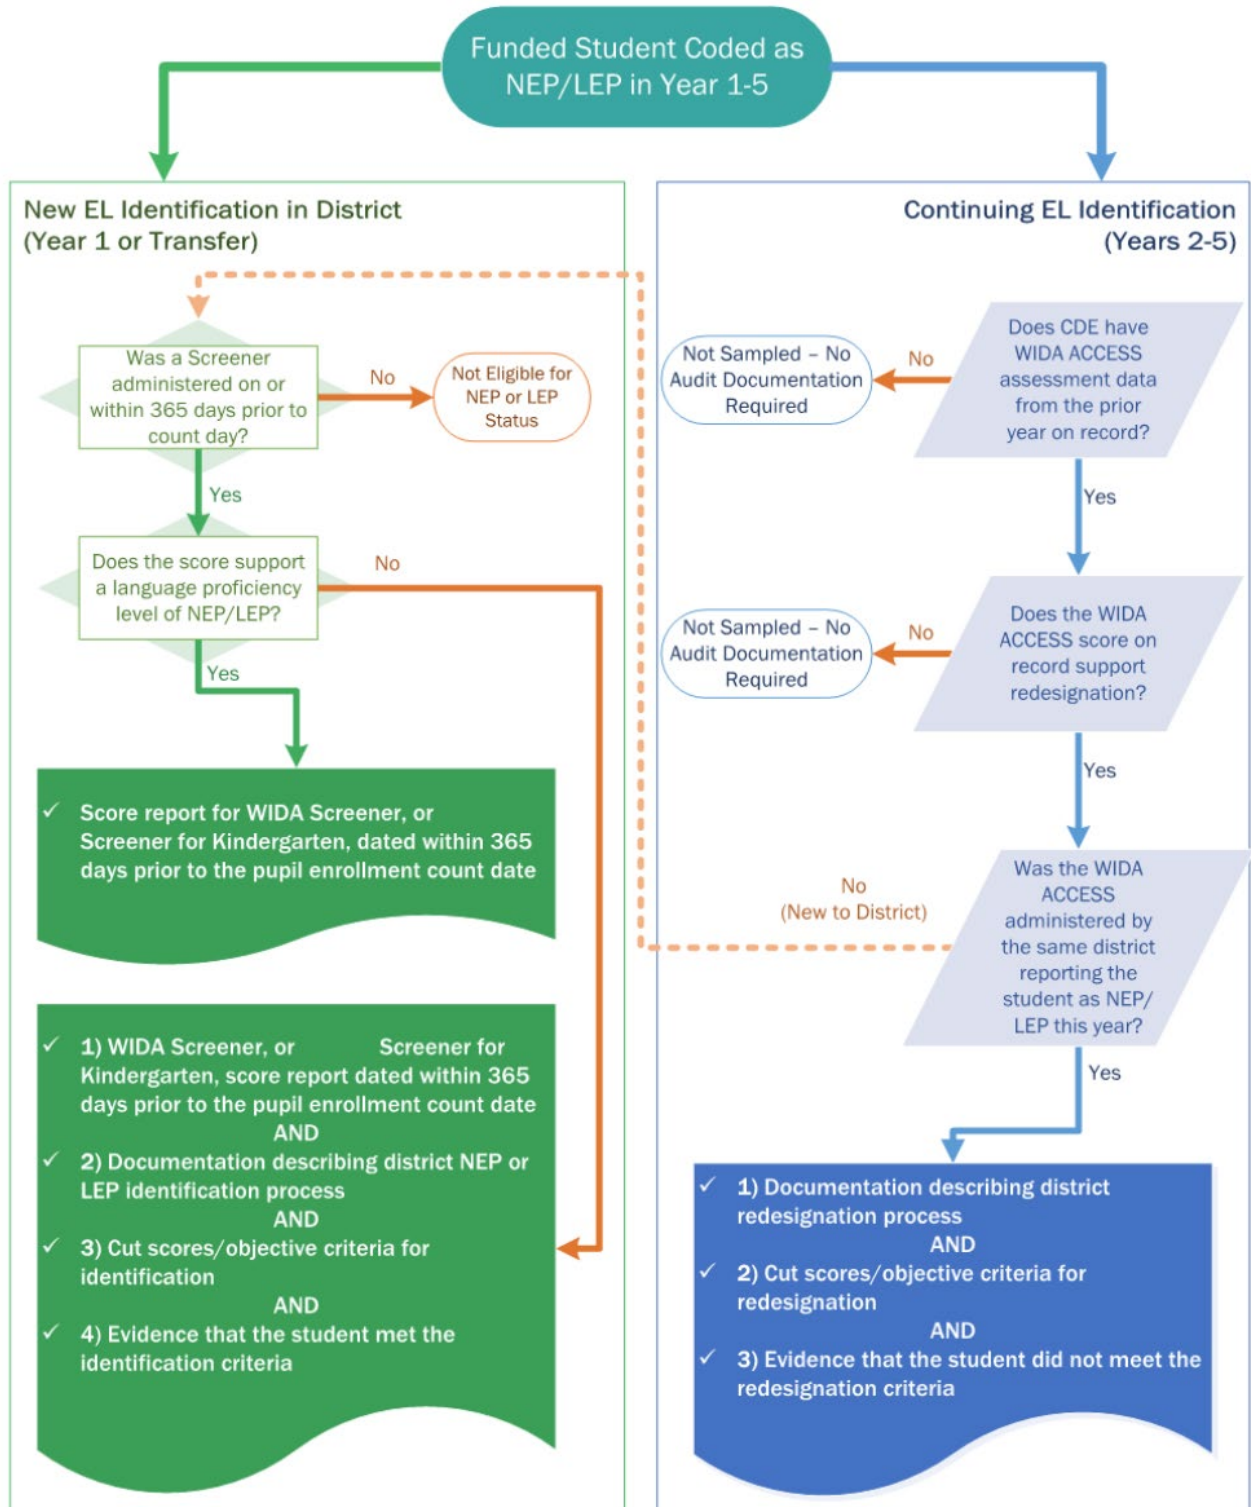 Funded Student Coded as
NEP/LEP in Year 1-5
New EL Identification in District
(Year 1 or Transfer)
Was a Screener
administered on or
within 365 days prior to
count day?
No
Not Eligible for
NEP or LEP
Status
Yes
Does the score support
a language proficiency
level of NEP/LEP?
No
Yes
✓ Score report for WIDA Screener, or
Screener for Kindergarten, dated within 365
days prior to the pupil enrollment count date
✓ 1) WIDA Screener, or Screener for
Kindergarten, score report dated within 365
days prior to the pupil enrollment count date
AND
✓ 2) Documentation describing district NEP or
LEP identification process
AND
✓ 3) Cut scores/objective criteria for
identification
AND
✓ 4) Evidence that the student met the
identification criteria
Continuing EL Identification
(Years 2-5)
Does CDE have
WIDA ACCESS
assessment data
from the prior
year on record?
No
Not Sampled – No
Audit Documentation
Required
Yes
Does the WIDA
ACCESS score on
record support
redesignation?
No
Not Sampled – No
Audit Documentation
Required
Yes
Was the WIDA
ACCESS
administered by
the same district
reporting the
student as NEP/
LEP this year?
No
(New to District)
Yes
✓ 1) Documentation describing district
redesignation process
AND
✓ 2) Cut scores/objective criteria for
redesignation
AND
✓ 3) Evidence that the student did not meet the
redesignation criteria